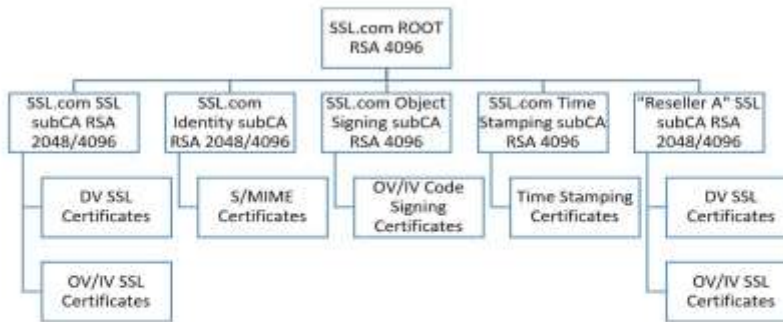 SSL.com ROOT
RSA 4096
SSL.com SSL
subCA RSA
2048/4096
SSL.com
Identity subCA
RSA 2048/4096
SSL.com Object
Signing subCA
RSA 4096
SSL.com Time
Stamping subCA
RSA 4096
"Reseller A" SSL
subCA RSA
2048/4096
DV SSL
Certificates
S/MIME
Certificates
OV/IV Code
Signing
Certificates
Time Stamping
Certificates
DV SSL
Certificates
OV/IV SSL
Certificates
OV/IV SSL
Certificates